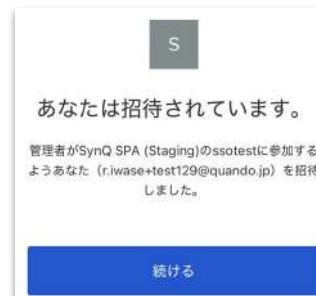 S
あなたは招待されています。
管理者がSynQ SPA (Staging)のssotestに参加する
ようあなた（r.iwase+test129@quando.jp）を招待
しました。
続ける